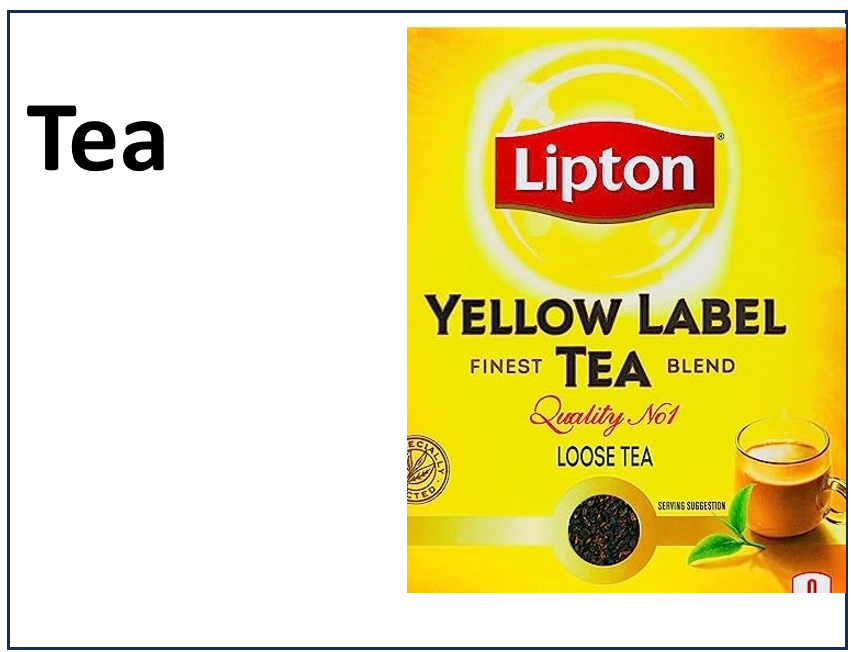 Tea
Lipton
®
YELLOW LABEL
FINEST TEA BLEND
Quality No1
LOOSE TEA
SERVING SUGGESTION